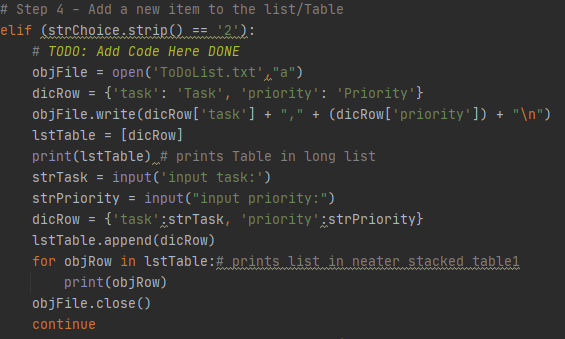 # Step 4 - Add a new item to the list/Table
elif (strChoice.strip() == '2'):
# TODO: Add Code Here DONE
objFile = open('ToDoList.txt',"a")
dicRow = {'task': 'Task', 'priority': 'Priority'}
objFile.write(dicRow['task'] + "," + (dicRow['priority']) + "\n")
lstTable = [dicRow]
print(lstTable) # prints Table in long list
strTask = input('input task:')
strPriority = input("input priority:")
dicRow = {'task':strTask, 'priority':strPriority}
lstTable.append(dicRow)
for objRow in lstTable:# prints list in neater stacked table1
print(objRow)
objFile.close()
continue